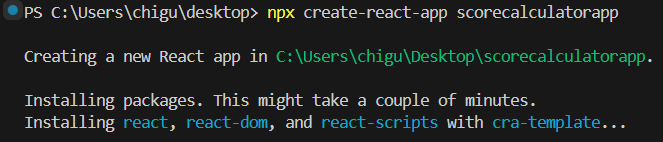 PS C:\Users\chigu\desktop> npx create-react-app scorecalculatorapp
Creating a new React app in C:\Users\chigu\Desktop\scorecalculatorapp.
Installing packages. This might take a couple of minutes.
Installing react, react-dom, and react-scripts with cra-template...